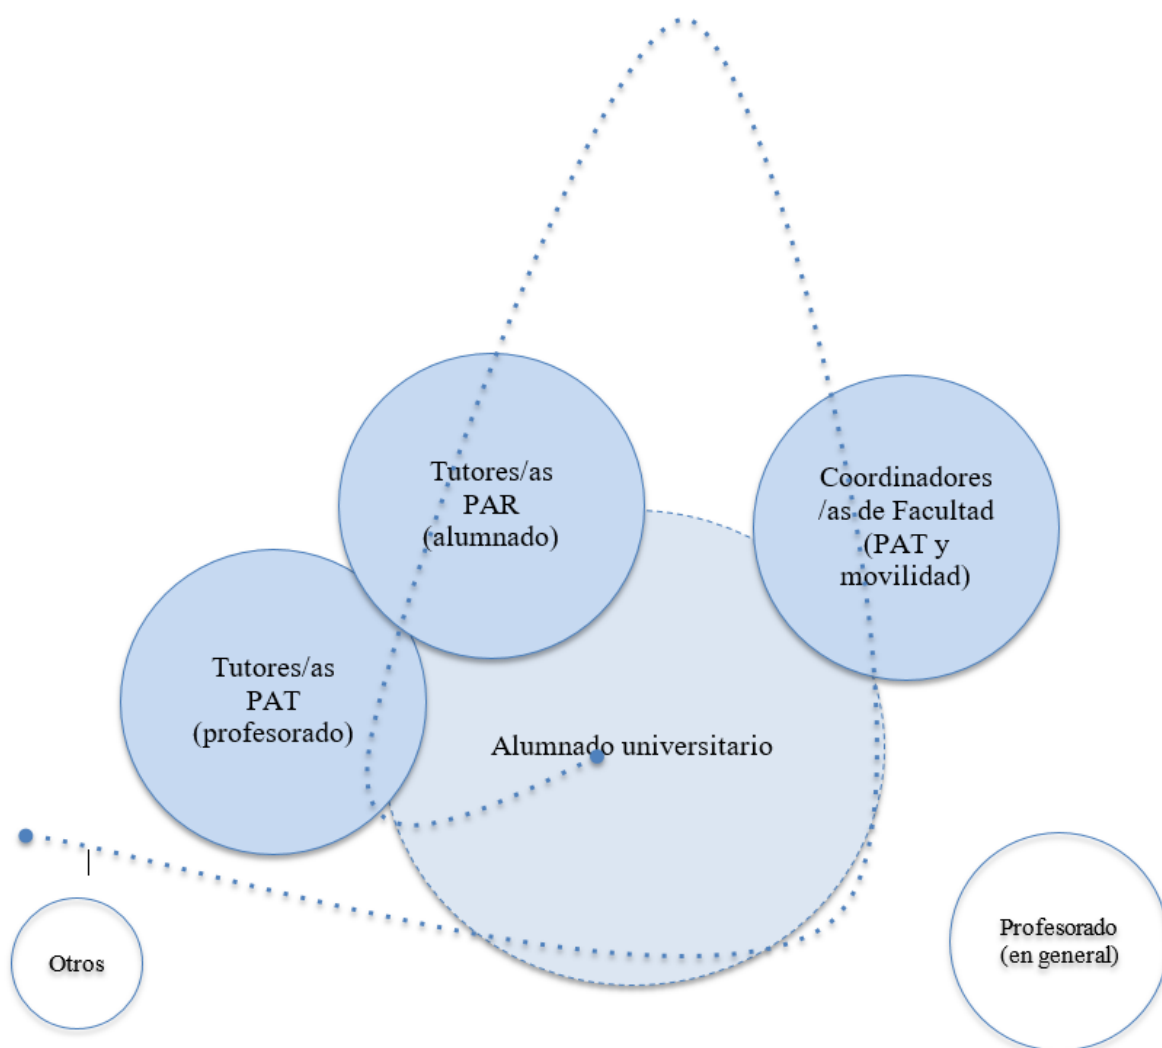 Tutores/as
PAR
(alumnado)
Coordinadores
/as de Facultad
(PAT y
movilidad)
Tutores/as
PAT
(profesorado)
Alumnado universitario
Profesorado
(en general)
Otros